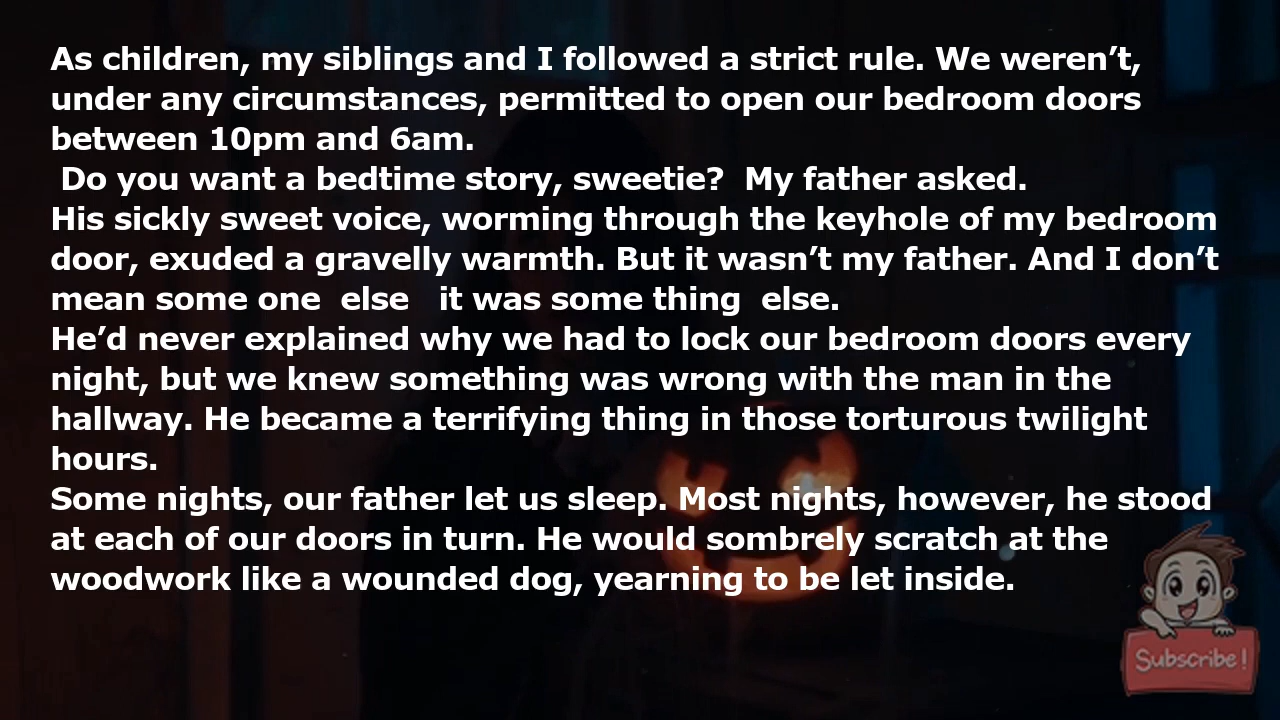 As children, my siblings and I followed a strict rule. We weren’t,
under any circumstances, permitted to open our bedroom doors
between 10pm and 6am.
Do you want a bedtime story, sweetie?  My father asked.
His sickly sweet voice, worming through the keyhole of my bedroom
door, exuded a gravelly warmth. But it wasn’t my father. And I don’t
mean some one  else   it was some thing  else.
He’d never explained why we had to lock our bedroom doors every
night, but we knew something was wrong with the man in the
hallway. He became a terrifying thing in those torturous twilight
hours.
Some nights, our father let us sleep. Most nights, however, he stood
at each of our doors in turn. He would sombrely scratch at the
woodwork like a wounded dog, yearning to be let inside.
Subscribe!